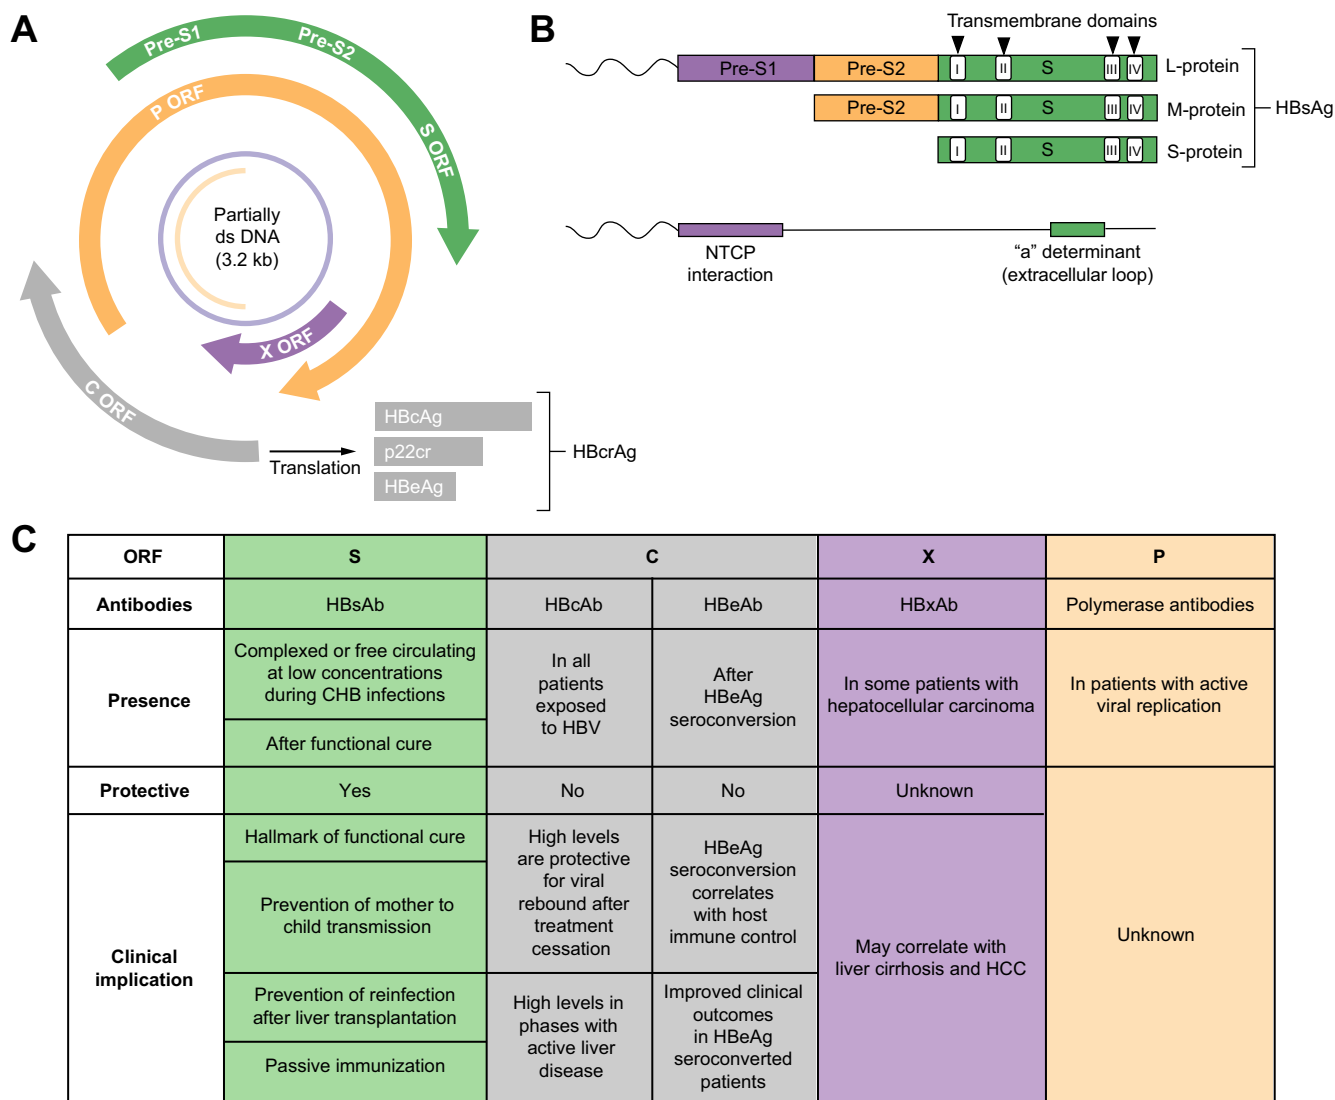 A
Pre-S1
Pre-S2
S ORF
P ORF
Partially
ds DNA
(3.2 kb)
X ORF
C ORF
Translation
HBcAg
p22cr
HBeAg
HBcrAg
B
Transmembrane domains
Pre-S1
Pre-S2
I
II
S
III
IV
L-protein
Pre-S2
I
II
S
III
IV
M-protein
I
II
S
III
IV
S-protein
HBsAg
NTCP
interaction
“a” determinant
(extracellular loop)
C
ORF
S
C
X
P
Antibodies
HBsAb
HBcAb
HBeAb
HBxAb
Polymerase antibodies
Presence
Complexed or free circulating
at low concentrations
during CHB infections
After functional cure
In all
patients
exposed
to HBV
After
HBeAg
seroconversion
In some patients with
hepatocellular carcinoma
In patients with active
viral replication
Protective
Yes
No
No
Unknown
Unknown
Clinical
implication
Hallmark of functional cure
Prevention of mother to
child transmission
Prevention of reinfection
after liver transplantation
Passive immunization
High levels
are protective
for viral
rebound after
treatment
cessation
High levels in
phases with
active liver
disease
HBeAg
seroconversion
correlates
with host
immune control
Improved clinical
outcomes
in HBeAg
seroconverted
patients
May correlate with
liver cirrhosis and HCC